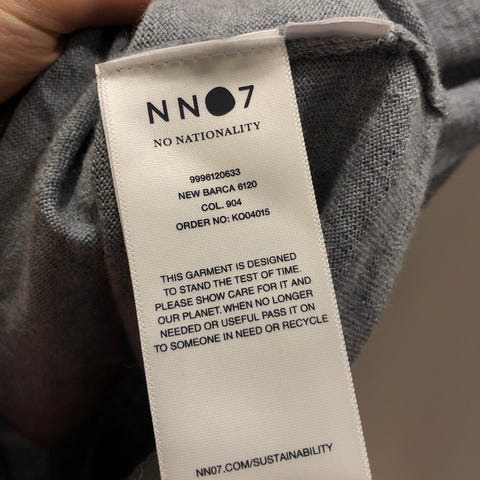 NN07
NO NATIONALITY
9996120633
NEW BARCA 6120
COL. 904
ORDER NO: KO04015
THIS GARMENT IS DESIGNED
TO STAND THE TEST OF TIME.
PLEASE SHOW CARE FOR IT AND
OUR PLANET. WHEN NO LONGER
NEEDED OR USEFUL PASS IT ON
TO SOMEONE IN NEED OR RECYCLE
NN07.COM/SUSTAINABILITY